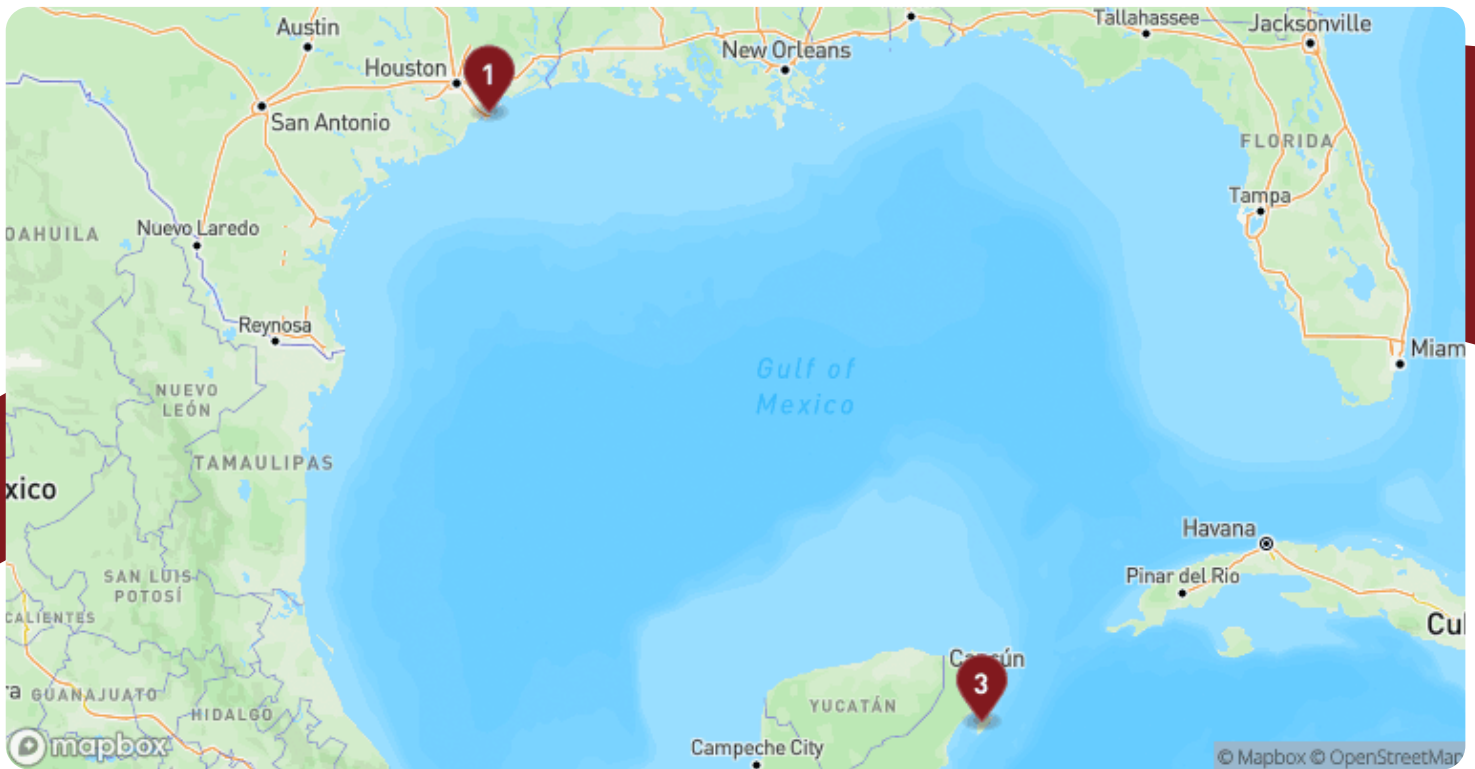 Tallahassee
Jacksonville
Austin
New Orleans
Houston
1
San Antonio
FLORIDA
Tampa
Nuevo Laredo
OAHUILA
Reynosa
Miam
Gulf of
Mexico
NUEVO
LEÓN
TAMAULIPAS
xico
Havana
Pinar del Rio
SAN LUIS
POTOSÍ
CALIENTES
Cu
Cancún
3
ra
GUANAJUATO
YUCATÁN
HIDALGO
mapbox
Campeche City
© Mapbox © OpenStreetMap